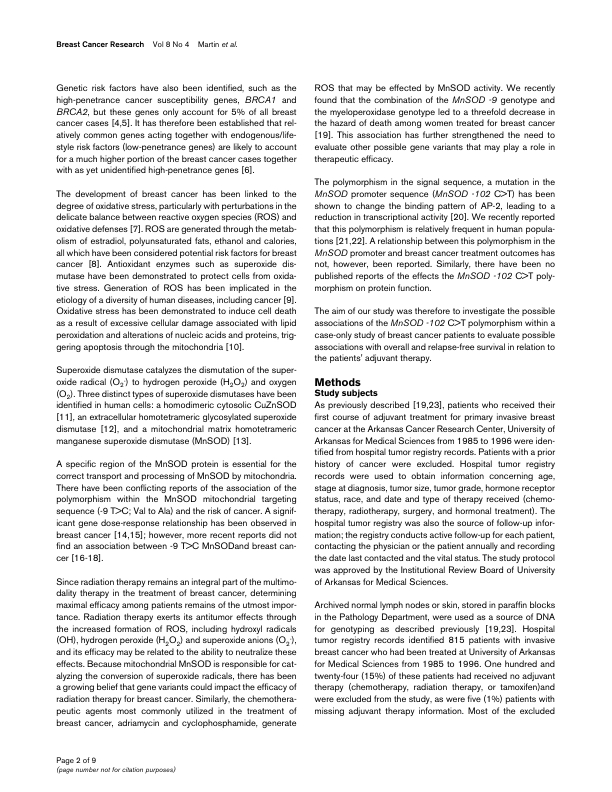 Breast Cancer Research Vol 8 No 4 Martin et al.
Genetic risk factors have also been identified, such as the
high-penetrance cancer susceptibility genes, BRCA1 and
BRCA2, but these genes only account for 5% of all breast
cancer cases [4,5]. It has therefore been established that rel-
atively common genes acting together with endogenous/life-
style risk factors (low-penetrance genes) are likely to account
for a much higher portion of the breast cancer cases together
with as yet unidentified high-penetrance genes [6].
The development of breast cancer has been linked to the
degree of oxidative stress, particularly with perturbations in the
delicate balance between reactive oxygen species (ROS) and
oxidative defenses [7]. ROS are generated through the metab-
olism of estradiol, polyunsaturated fats, ethanol and calories,
all which have been considered potential risk factors for breast
cancer [8]. Antioxidant enzymes such as superoxide dis-
mutase have been demonstrated to protect cells from oxida-
tive stress. Generation of ROS has been implicated in the
etiology of a diversity of human diseases, including cancer [9].
Oxidative stress has been demonstrated to induce cell death
as a result of excessive cellular damage associated with lipid
peroxidation and alterations of nucleic acids and proteins, trig-
gering apoptosis through the mitochondria [10].
Superoxide dismutase catalyzes the dismutation of the super-
oxide radical (O₂⁻) to hydrogen peroxide (H₂O₂) and oxygen
(O₂). Three distinct types of superoxide dismutases have been
identified in human cells: a homodimeric cytosolic CuZnSOD
[11], an extracellular homotetrameric glycosylated superoxide
dismutase [12], and a mitochondrial matrix homotetrameric
manganese superoxide dismutase (MnSOD) [13].
A specific region of the MnSOD protein is essential for the
correct transport and processing of MnSOD by mitochondria.
There have been conflicting reports of the association of the
polymorphism within the MnSOD mitochondrial targeting
sequence (-9 T>C; Val to Ala) and the risk of cancer. A signif-
icant gene dose-response relationship has been observed in
breast cancer [14,15]; however, more recent reports did not
find an association between -9 T>C MnSODand breast can-
cer [16-18].
Since radiation therapy remains an integral part of the multimo-
dality therapy in the treatment of breast cancer, determining
maximal efficacy among patients remains of the utmost impor-
tance. Radiation therapy exerts its antitumor effects through
the increased formation of ROS, including hydroxyl radicals
(OH), hydrogen peroxide (H₂O₂) and superoxide anions (O₂⁻),
and its efficacy may be related to the ability to neutralize these
effects. Because mitochondrial MnSOD is responsible for cat-
alyzing the conversion of superoxide radicals, there has been
a growing belief that gene variants could impact the efficacy of
radiation therapy for breast cancer. Similarly, the chemothera-
peutic agents most commonly utilized in the treatment of
breast cancer, adriamycin and cyclophosphamide, generate
ROS that may be effected by MnSOD activity. We recently
found that the combination of the MnSOD -9 genotype and
the myeloperoxidase genotype led to a threefold decrease in
the hazard of death among women treated for breast cancer
[19]. This association has further strengthened the need to
evaluate other possible gene variants that may play a role in
therapeutic efficacy.
The polymorphism in the signal sequence, a mutation in the
MnSOD promoter sequence (MnSOD -102 C>T) has been
shown to change the binding pattern of AP-2, leading to a
reduction in transcriptional activity [20]. We recently reported
that this polymorphism is relatively frequent in human popula-
tions [21,22]. A relationship between this polymorphism in the
MnSOD promoter and breast cancer treatment outcomes has
not, however, been reported. Similarly, there have been no
published reports of the effects the MnSOD -102 C>T poly-
morphism on protein function.
The aim of our study was therefore to investigate the possible
associations of the MnSOD -102 C>T polymorphism within a
case-only study of breast cancer patients to evaluate possible
associations with overall and relapse-free survival in relation to
the patients' adjuvant therapy.
Methods
Study subjects
As previously described [19,23], patients who received their
first course of adjuvant treatment for primary invasive breast
cancer at the Arkansas Cancer Research Center, University of
Arkansas for Medical Sciences from 1985 to 1996 were iden-
tified from hospital tumor registry records. Patients with a prior
history of cancer were excluded. Hospital tumor registry
records were used to obtain information concerning age,
stage at diagnosis, tumor size, tumor grade, hormone receptor
status, race, and date and type of therapy received (chemo-
therapy, radiotherapy, surgery, and hormonal treatment). The
hospital tumor registry was also the source of follow-up infor-
mation; the registry conducts active follow-up for each patient,
contacting the physician or the patient annually and recording
the date last contacted and the vital status. The study protocol
was approved by the Institutional Review Board of University
of Arkansas for Medical Sciences.
Archived normal lymph nodes or skin, stored in paraffin blocks
in the Pathology Department, were used as a source of DNA
for genotyping as described previously [19,23]. Hospital
tumor registry records identified 815 patients with invasive
breast cancer who had been treated at University of Arkansas
for Medical Sciences from 1985 to 1996. One hundred and
twenty-four (15%) of these patients had received no adjuvant
therapy (chemotherapy, radiation therapy, or tamoxifen)and
were excluded from the study, as were five (1%) patients with
missing adjuvant therapy information. Most of the excluded
Page 2 of 9
(page number not for citation purposes)